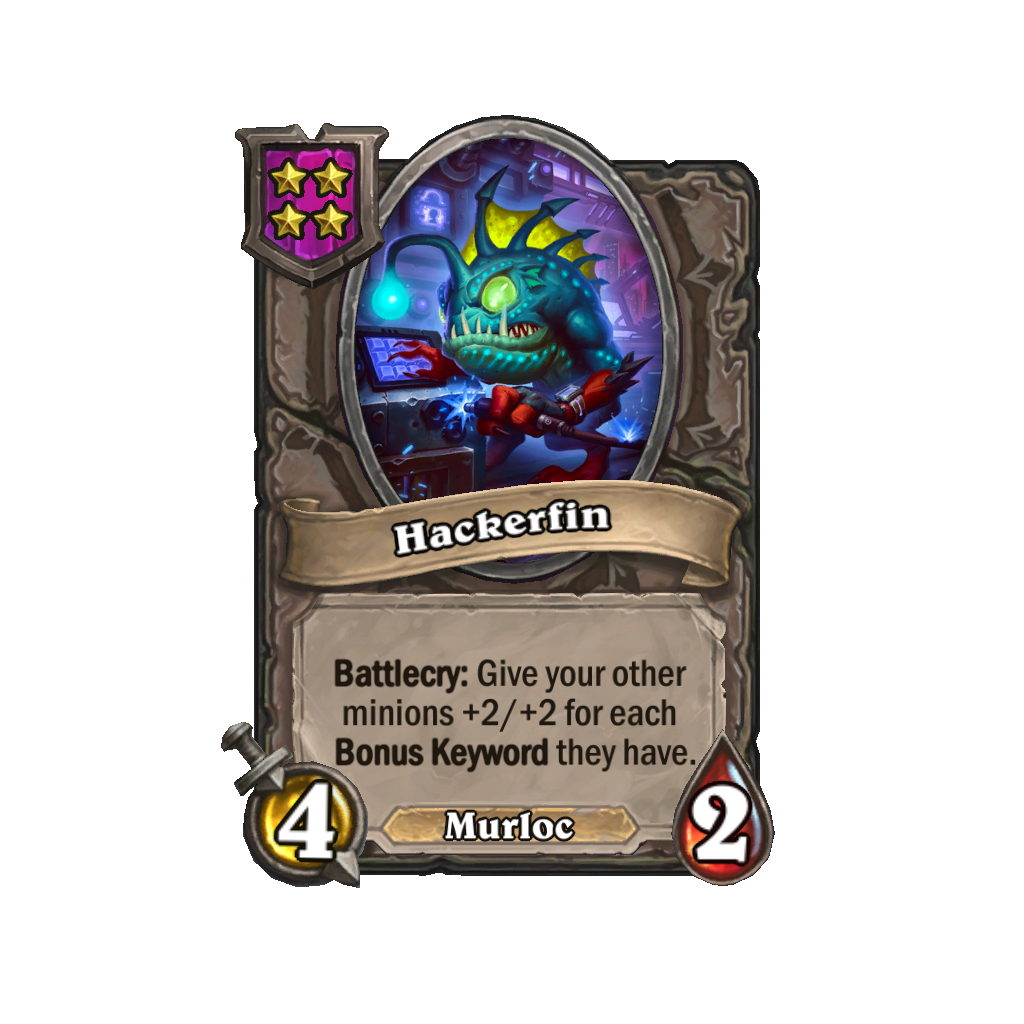 Hackerfin
Battlecry: Give your other
minions +2/+2 for each
Bonus Keyword they have.
4
Murloc
2